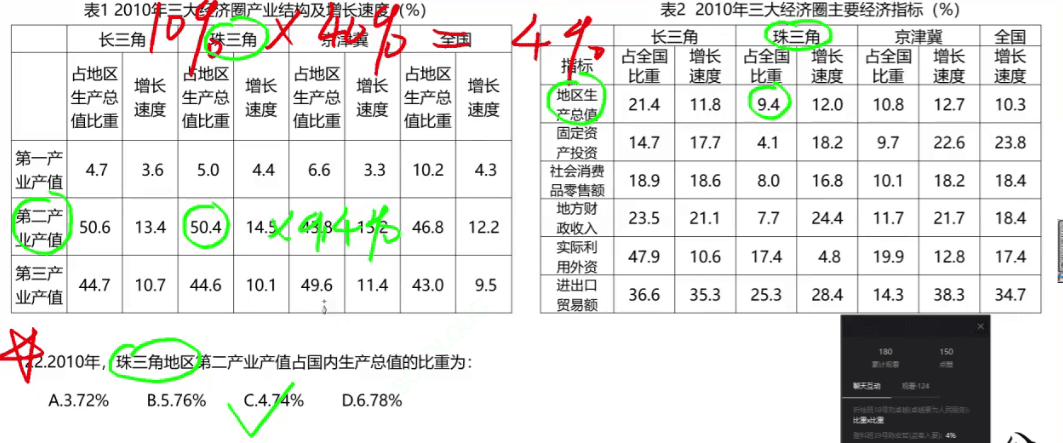 表1 2010年三大经济圈产业结构及增长速度（%）
10% × 40% = 4%
长三角 珠三角 京津冀 全国
占地区生产总值比重 增长速度 占地区生产总值比重 增长速度 占地区生产总值比重 增长速度 占地区生产总值比重 增长速度
第一产业产值 4.7 3.6 5.0 4.4 6.6 3.3 10.2 4.3
第二产业产值 50.6 13.4 50.4 14.5 43.8 15.2 46.8 12.2
×9.4%
第三产业产值 44.7 10.7 44.6 10.1 49.6 11.4 43.0 9.5
表2 2010年三大经济圈主要经济指标（%）
指标 长三角 珠三角 京津冀 全国
占全国比重 增长速度 占全国比重 增长速度 占全国比重 增长速度 增长速度
地区生产总值 21.4 11.8 9.4 12.0 10.8 12.7 10.3
固定资产投资 14.7 17.7 4.1 18.2 9.7 22.6 23.8
社会消费品零售额 18.9 18.6 8.0 16.8 10.1 18.2 18.4
地方财政收入 23.5 21.1 7.7 24.4 11.7 21.7 18.4
实际利用外资 47.9 10.6 17.4 4.8 19.9 12.8 17.4
进出口贸易额 36.6 35.3 25.3 28.4 14.3 38.3 34.7
22.2010年，珠三角地区第二产业产值占国内生产总值的比重为：
A.3.72% B.5.76% C.4.74% D.6.78%
180 150
累计观看 点赞
聊天互动 观看·124
比重x比重
4%